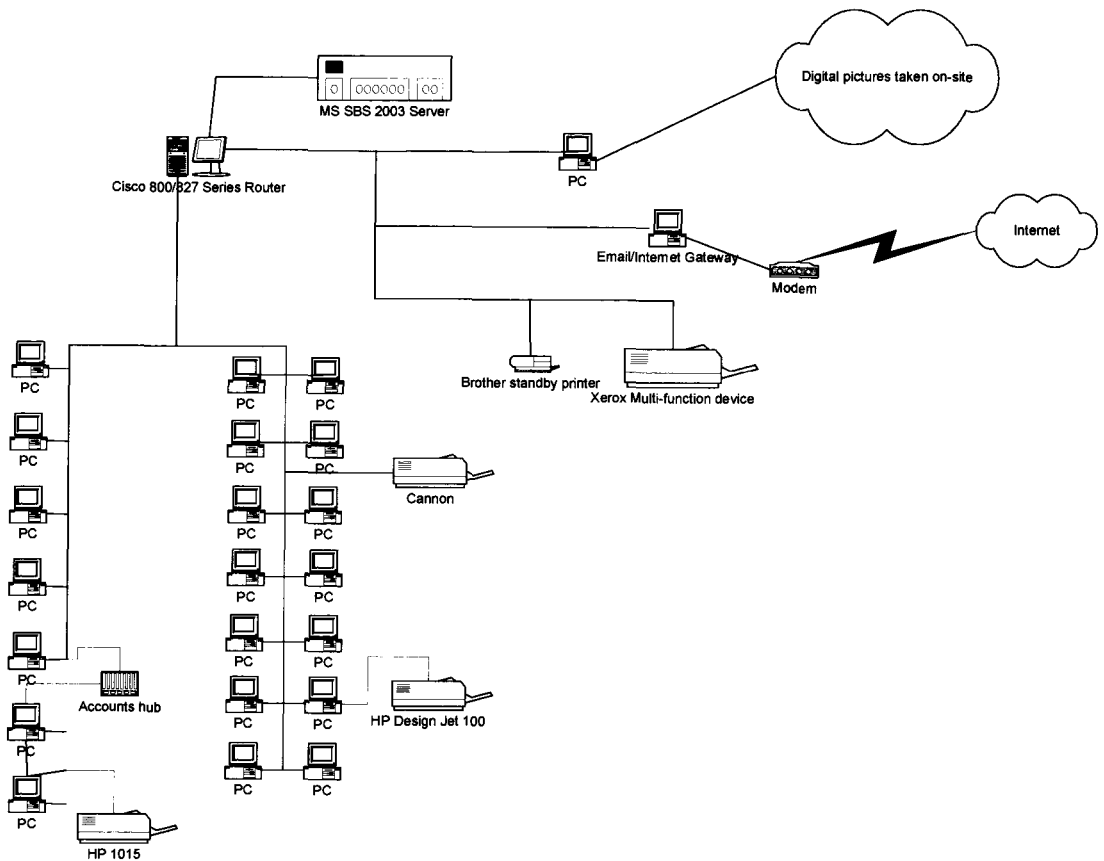 Digital pictures taken on-site
MS SBS 2003 Server
PC
Cisco 800/827 Series Router
Internet
Email/Internet Gateway
Modem
Brother standby printer
Xerox Multi-function device
PC
PC
PC
PC
PC
PC
PC
PC
PC
Cannon
PC
PC
PC
PC
PC
PC
PC
PC
PC
Accounts hub
PC
PC
HP Design Jet 100
PC
PC
PC
PC
HP 1015